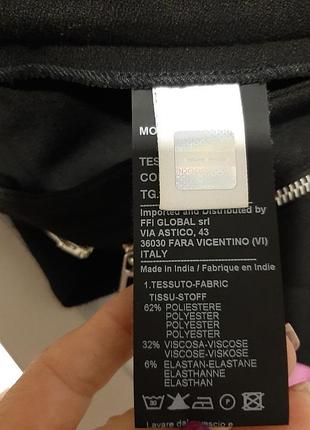 MO
TES
CO
TG.
Imported and Distributed by
FFI GLOBAL srl
VIA ASTICO, 43
36030 FARA VICENTINO (VI)
ITALY
Made in India / Fabrique en Indie
1.TESSUTO-FABRIC
TISSU-STOFF
62% POLIESTERE
POLYESTER
POLYESTER
POLYESTER
32% VISCOSA-VISCOSE
VISCOSE-VISKOSE
6% ELASTAN-ELASTANE
ELASTHANNE
ELASTHAN
30
Lavare